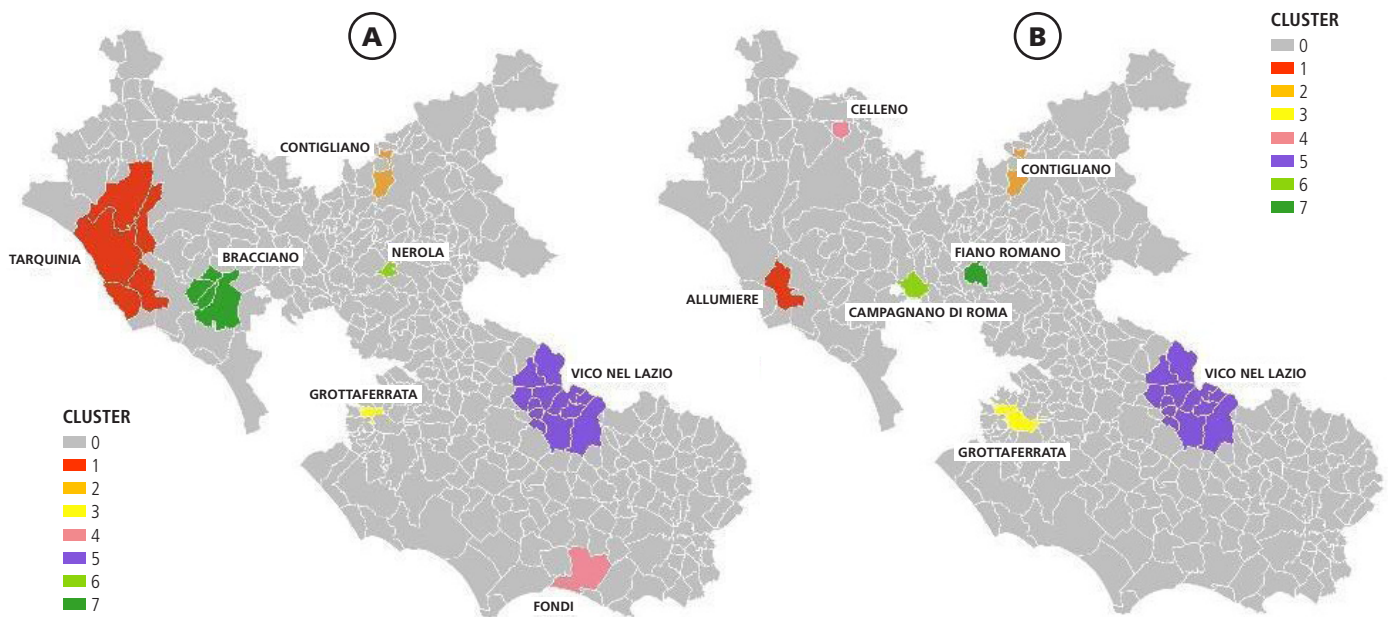 A
CONTIGLIANO
TARQUINIA
BRACCIANO
NEROLA
GROTTAFERRATA
VICO NEL LAZIO
FONDI
CLUSTER
0
1
2
3
4
5
6
7
B
CELLENO
CONTIGLIANO
FIANO ROMANO
ALLUMIERE
CAMPAGNANO DI ROMA
VICO NEL LAZIO
GROTTAFERRATA
CLUSTER
0
1
2
3
4
5
6
7